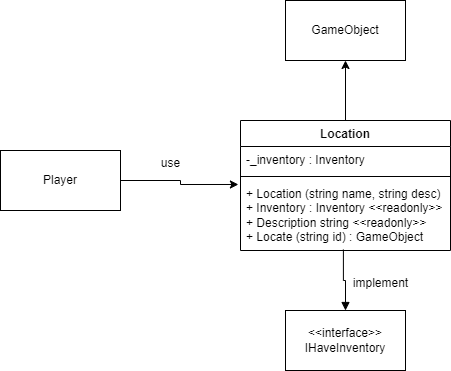 GameObject
Location
-_inventory : Inventory
use
Player
+ Location (string name, string desc)
+ Inventory : Inventory <<readonly>>
+ Description string <<readonly>>
+ Locate (string id) : GameObject
implement
<<interface>>
IHaveInventory